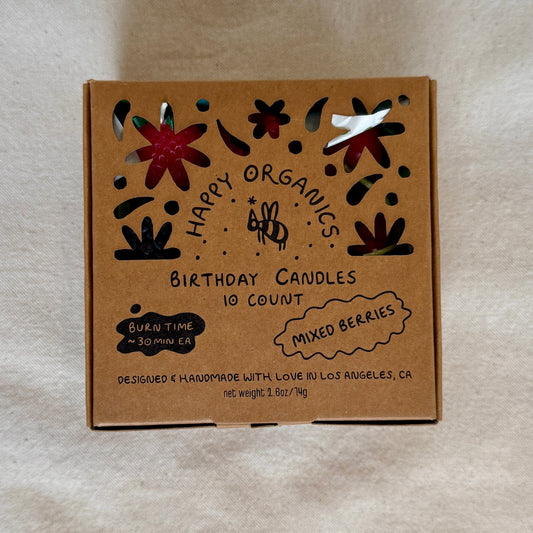 HAPPY ORGANICS
BIRTHDAY CANDLES
10 COUNT
BURN TIME
~30 MIN EA
MIXED BERRIES
DESIGNED & HANDMADE WITH LOVE IN LOS ANGELES, CA
net weight 2.6oz/74g